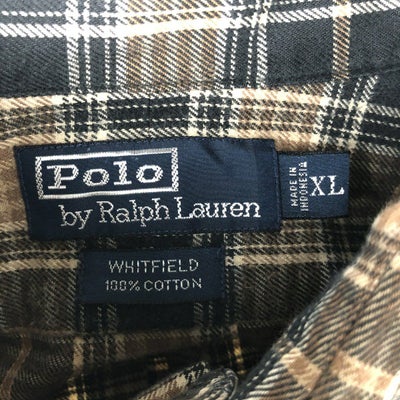 Polo
by Ralph Lauren
MADE IN
INDONESIA
XL
WHITFIELD
100% COTTON